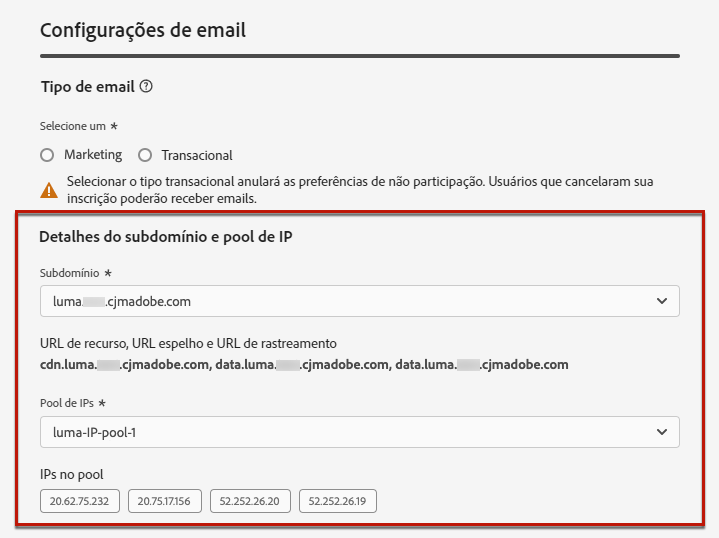 Configurações de email
Tipo de email
Selecione um *
Marketing
Transacional
Selecionar o tipo transacional anulará as preferências de não participação. Usuários que cancelaram sua
inscrição poderão receber emails.
Detalhes do subdomínio e pool de IP
Subdomínio *
luma. .cjmadobe.com
URL de recurso, URL espelho e URL de rastreamento
cdn.luma. .cjmadobe.com, data.luma. .cjmadobe.com, data.luma. .cjmadobe.com
Pool de IPs *
luma-IP-pool-1
IPs no pool
20.62.75.232 20.75.17.156 52.252.26.20 52.252.26.19